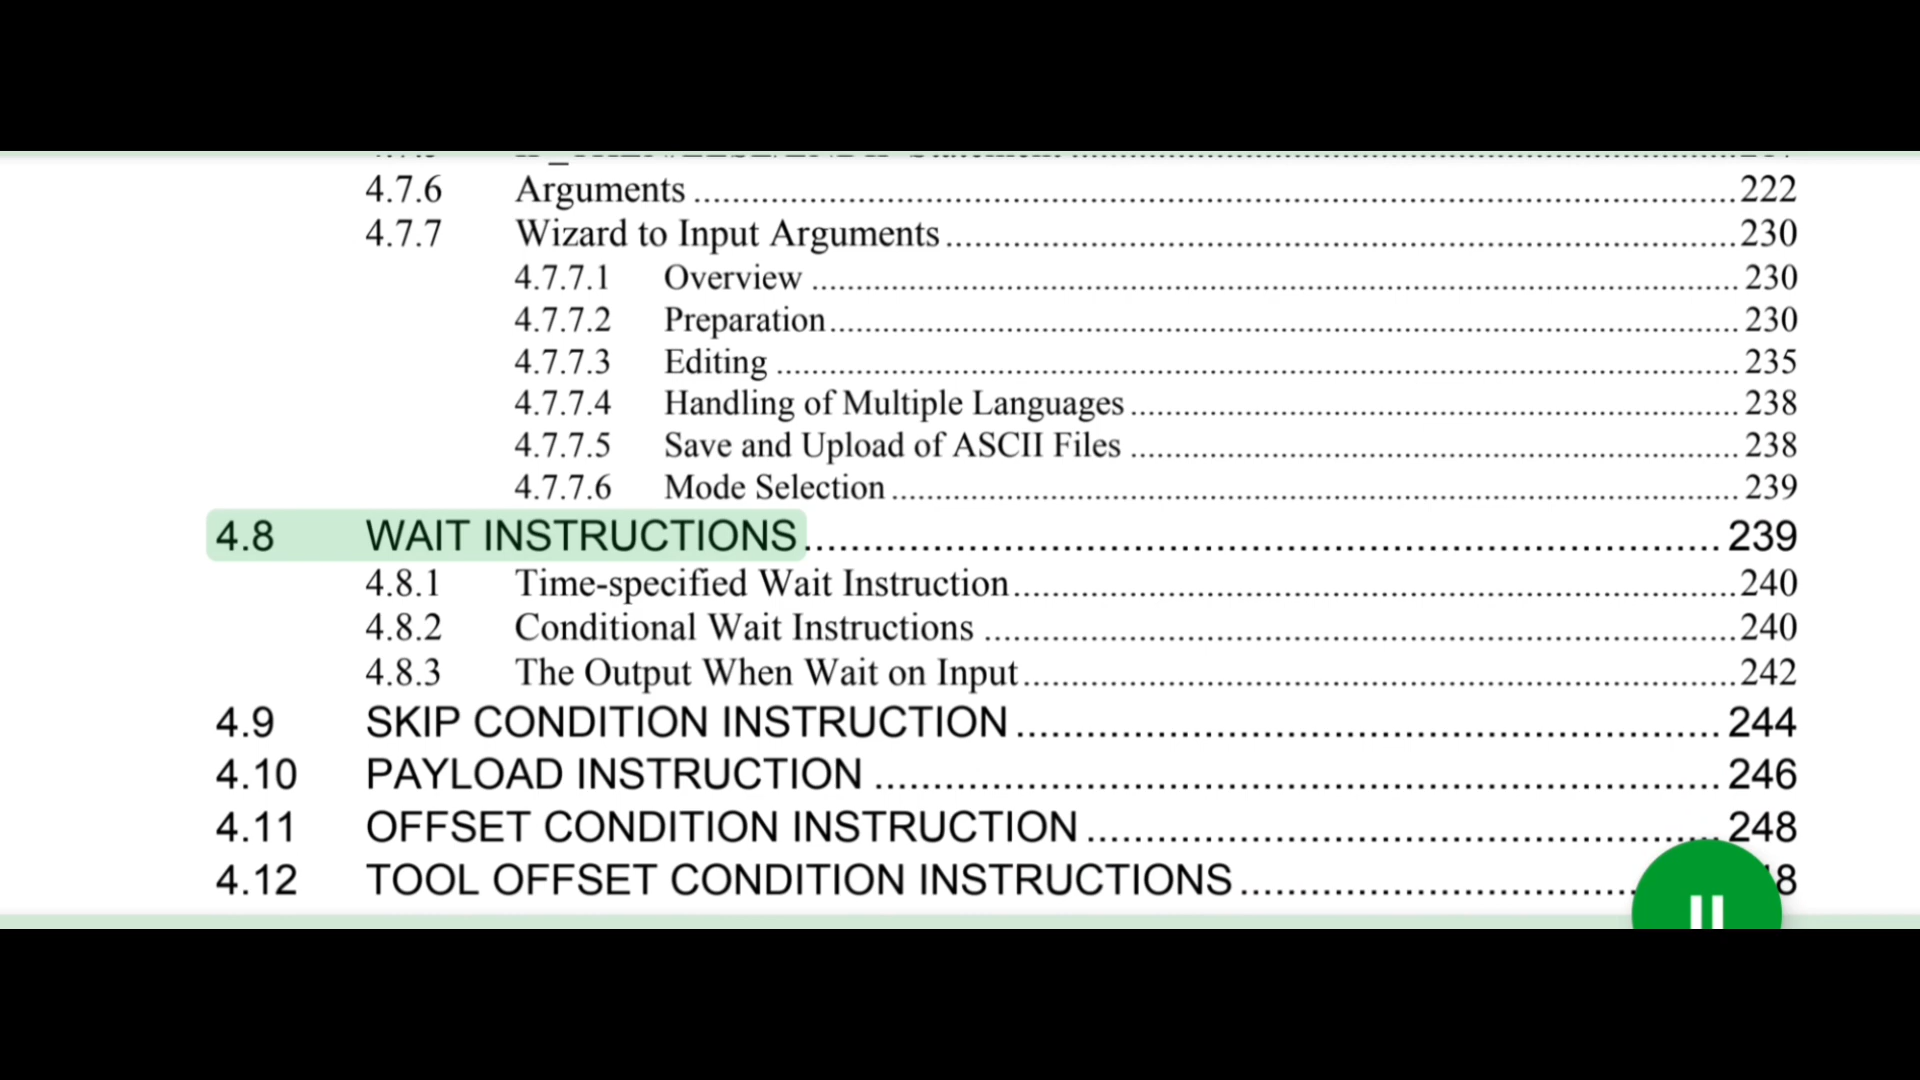 4.7.6 Arguments ........ 222
4.7.7 Wizard to Input Arguments ........ 230
4.7.7.1 Overview ........ 230
4.7.7.2 Preparation ........ 230
4.7.7.3 Editing ........ 235
4.7.7.4 Handling of Multiple Languages ........ 238
4.7.7.5 Save and Upload of ASCII Files ........ 238
4.7.7.6 Mode Selection ........ 239
4.8 WAIT INSTRUCTIONS ........ 239
4.8.1 Time-specified Wait Instruction ........ 240
4.8.2 Conditional Wait Instructions ........ 240
4.8.3 The Output When Wait on Input ........ 242
4.9 SKIP CONDITION INSTRUCTION ........ 244
4.10 PAYLOAD INSTRUCTION ........ 246
4.11 OFFSET CONDITION INSTRUCTION ........ 248
4.12 TOOL OFFSET CONDITION INSTRUCTIONS ........